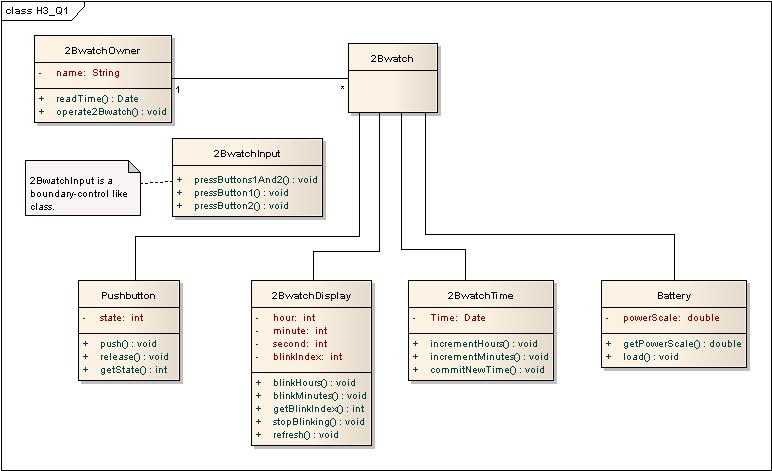 class H3_Q1
2BwatchOwner
- name: String
+ readTime() : Date
+ operate2Bwatch() : void
1
*
2Bwatch
2BwatchInput is a
boundary-control like
class.
2BwatchInput
+ pressButtons1And2() : void
+ pressButton1() : void
+ pressButton2() : void
Pushbutton
- state: int
+ push() : void
+ release() : void
+ getState() : int
2BwatchDisplay
- hour: int
- minute: int
- second: int
- blinkIndex: int
+ blinkHours() : void
+ blinkMinutes() : void
+ getBlinkIndex() : int
+ stopBlinking() : void
+ refresh() : void
2BwatchTime
- Time: Date
+ incrementHours() : void
+ incrementMinutes() : void
+ commitNewTime() : void
Battery
- powerScale: double
+ getPowerScale() : double
+ load() : void